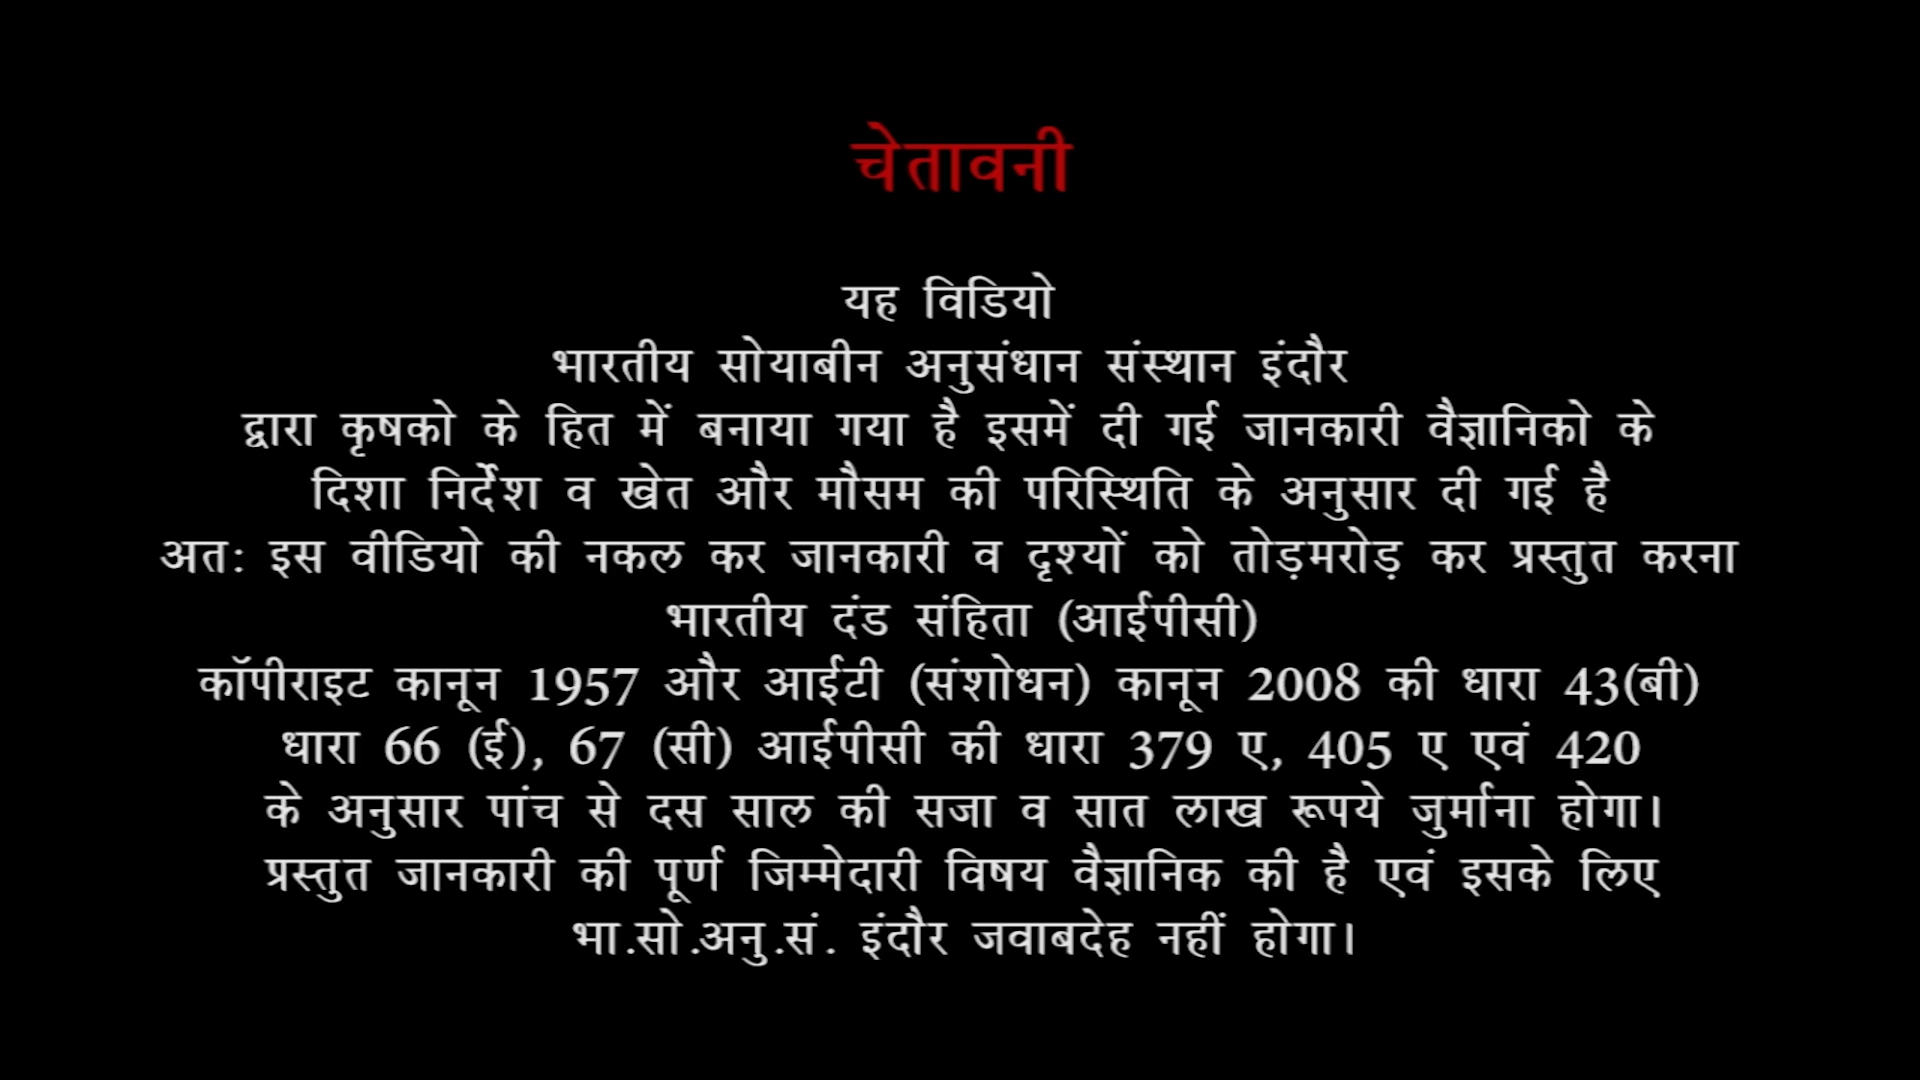 चेतावनी
यह विडियो
भारतीय सोयाबीन अनुसंधान संस्थान इंदौर
द्वारा कृषको के हित में बनाया गया है इसमें दी गई जानकारी वैज्ञानिको के
दिशा निर्देश व खेत और मौसम की परिस्थिति के अनुसार दी गई है
अतः इस वीडियो की नकल कर जानकारी व दृश्यों को तोड़मरोड़ कर प्रस्तुत करना
भारतीय दंड संहिता (आईपीसी)
कॉपीराइट कानून 1957 और आईटी (संशोधन) कानून 2008 की धारा 43(बी)
धारा 66 (ई), 67 (सी) आईपीसी की धारा 379 ए, 405 ए एवं 420
के अनुसार पांच से दस साल की सजा व सात लाख रूपये जुर्माना होगा।
प्रस्तुत जानकारी की पूर्ण जिम्मेदारी विषय वैज्ञानिक की है एवं इसके लिए
भा.सो.अनु.सं. इंदौर जवाबदेह नहीं होगा।